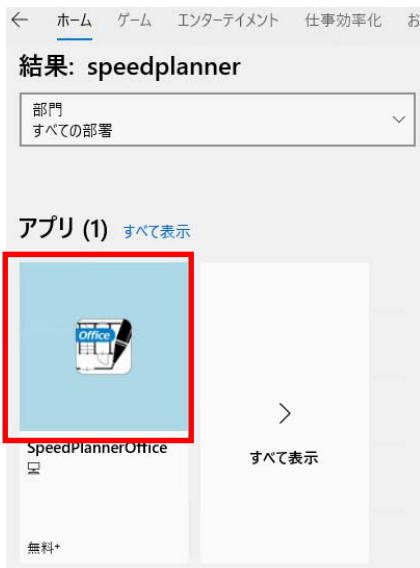 ホーム ゲーム エンターテイメント 仕事効率化 お
結果: speedplanner
部門
すべての部署
アプリ (1) すべて表示
Office
SpeedPlannerOffice
すべて表示
無料+